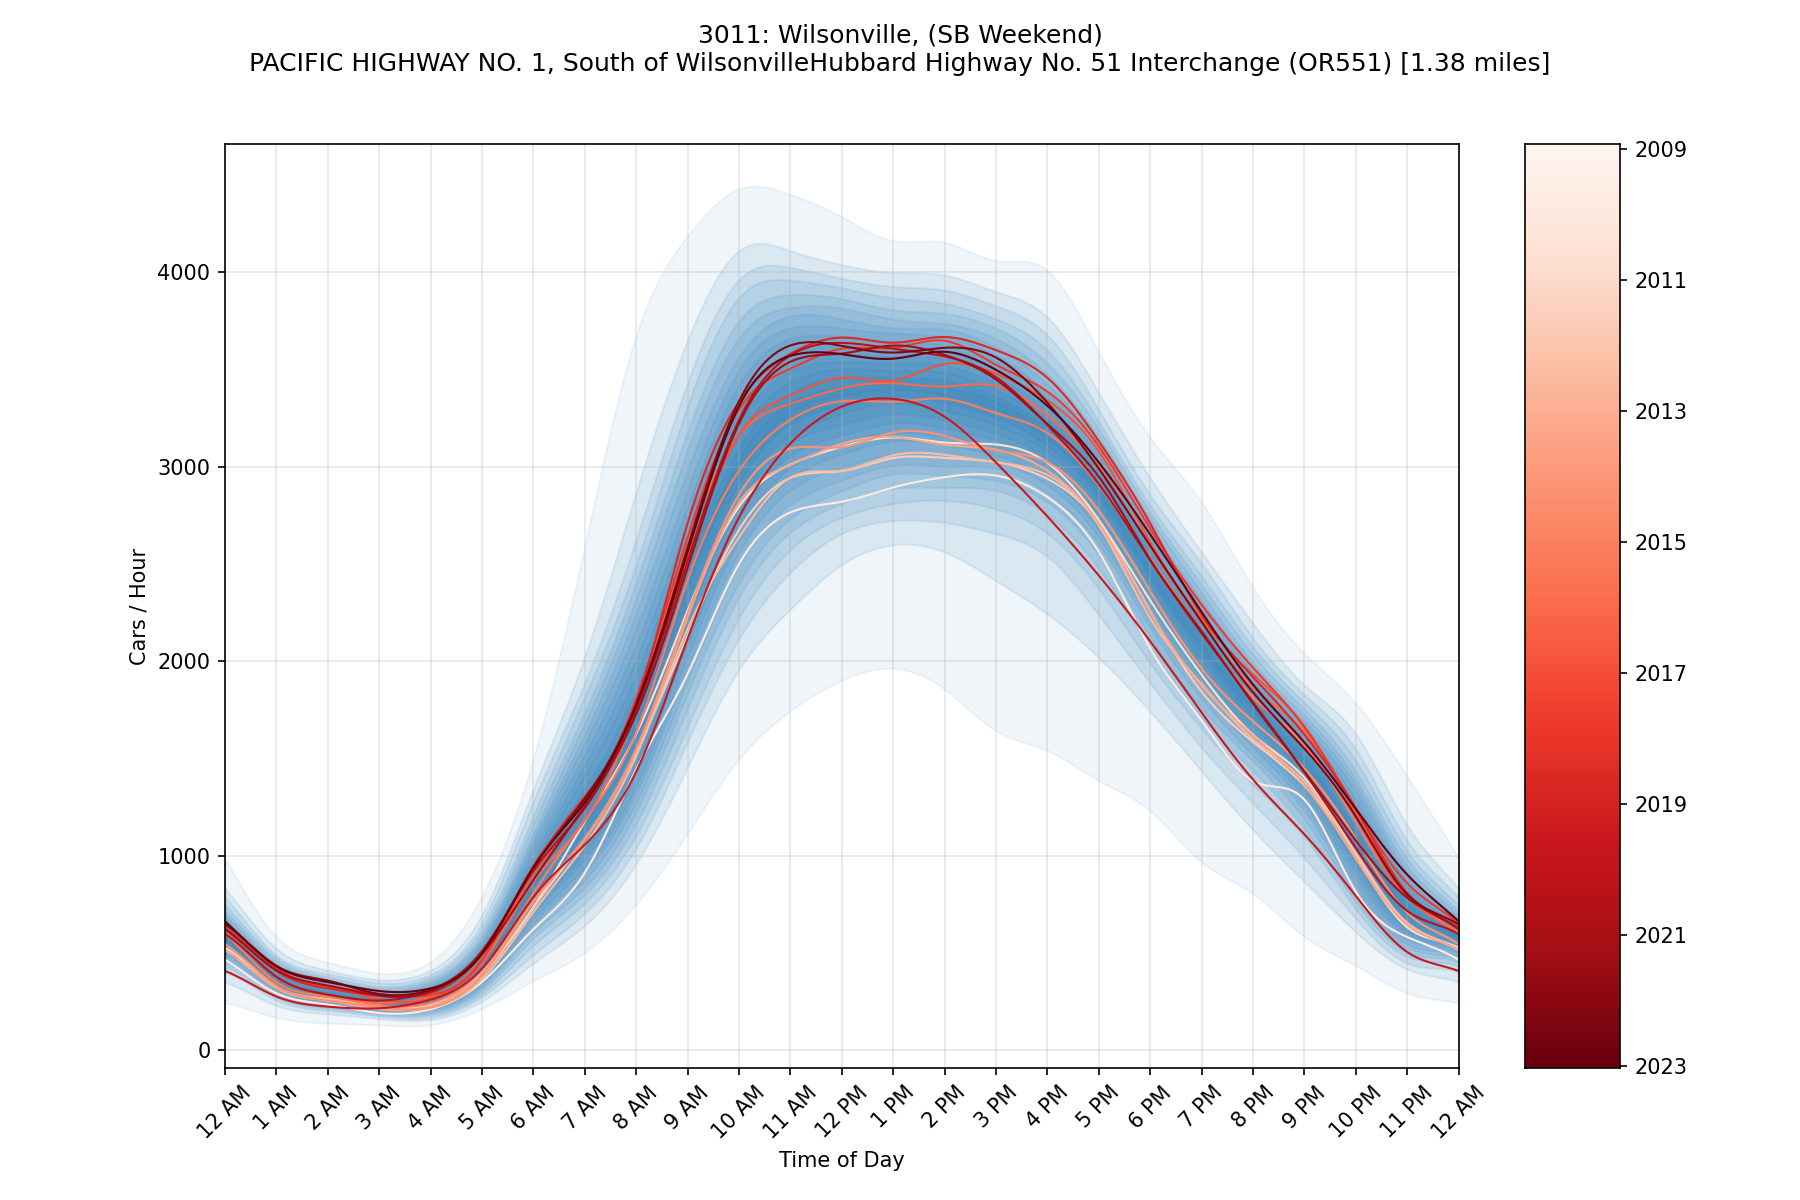 3011: Wilsonville, (SB Weekend)
PACIFIC HIGHWAY NO. 1, South of WilsonvilleHubbard Highway No. 51 Interchange (OR551) [1.38 miles]
Cars / Hour
4000
3000
2000
1000
0
12 AM
1 AM
2 AM
3 AM
4 AM
5 AM
6 AM
7 AM
8 AM
9 AM
10 AM
11 AM
12 PM
1 PM
2 PM
3 PM
4 PM
5 PM
6 PM
7 PM
8 PM
9 PM
10 PM
11 PM
12 AM
Time of Day
2009
2011
2013
2015
2017
2019
2021
2023